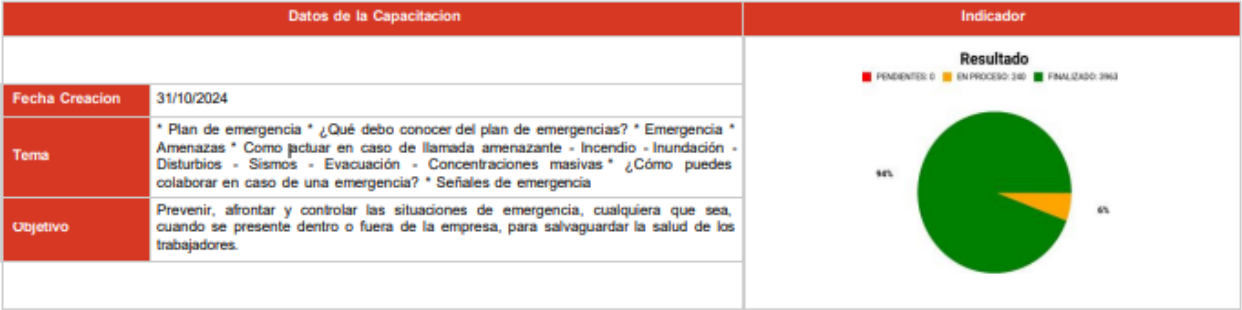 Datos de la Capacitacion
Indicador
Resultado
PENDIENTES: 0 EN PROCESO: 240 FINALIZADO: 3963
Fecha Creacion 31/10/2024
Tema
* Plan de emergencia * ¿Qué debo conocer del plan de emergencias? * Emergencia *
Amenazas * Como actuar en caso de llamada amenazante - Incendio - Inundación -
Disturbios - Sismos - Evacuación - Concentraciones masivas * ¿Cómo puedes
colaborar en caso de una emergencia? * Señales de emergencia
Objetivo
Prevenir, afrontar y controlar las situaciones de emergencia, cualquiera que sea,
cuando se presente dentro o fuera de la empresa, para salvaguardar la salud de los
trabajadores.
94%
6%